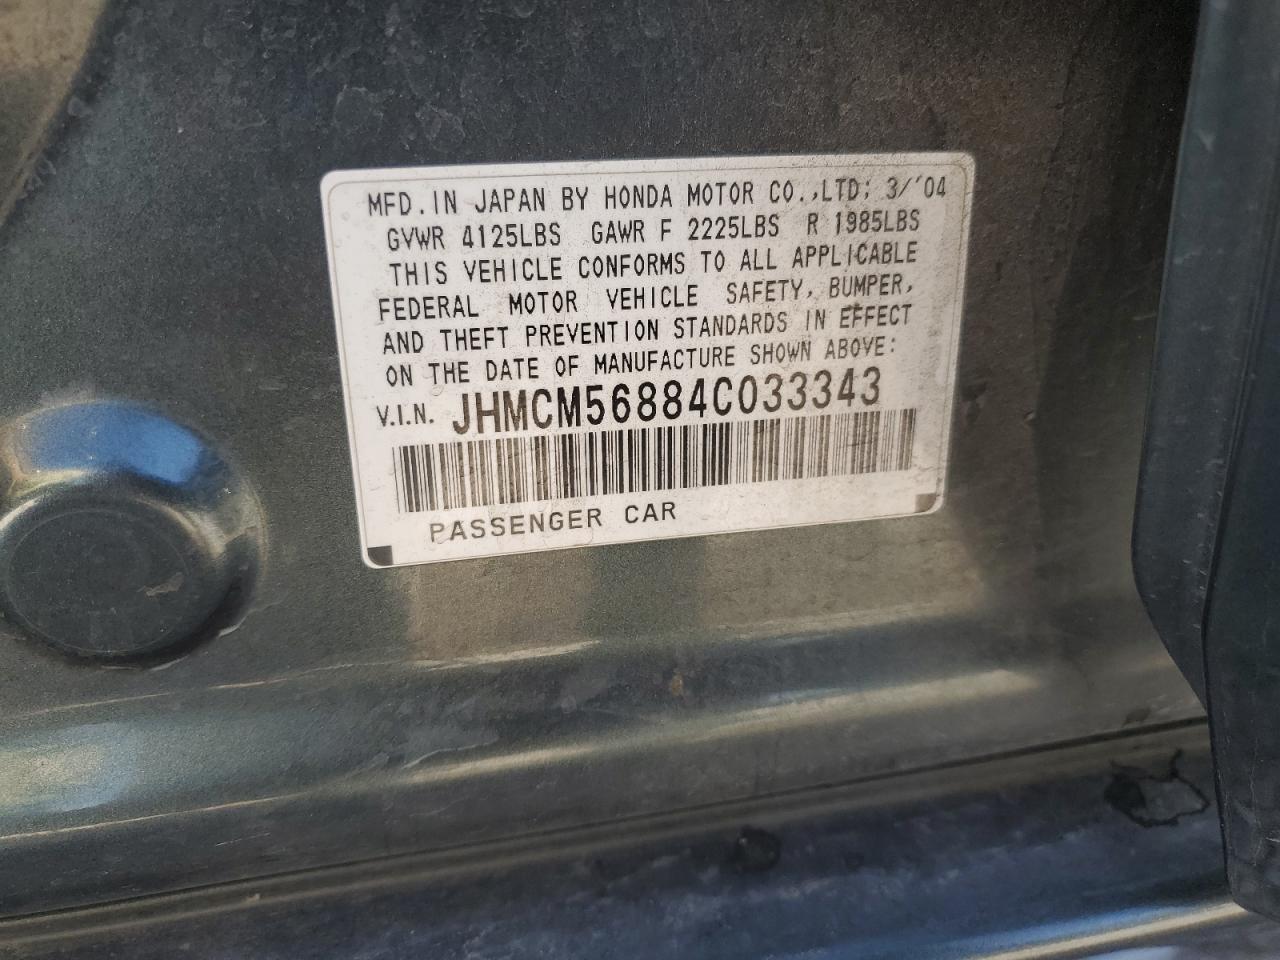 MFD. IN JAPAN BY HONDA MOTOR CO.,LTD; 3/'04
GVWR 4125LBS GAWR F 2225LBS R 1985LBS
THIS VEHICLE CONFORMS TO ALL APPLICABLE
FEDERAL MOTOR VEHICLE SAFETY, BUMPER,
AND THEFT PREVENTION STANDARDS IN EFFECT
ON THE DATE OF MANUFACTURE SHOWN ABOVE:
V.I.N. JHMCM56884C033343
PASSENGER CAR